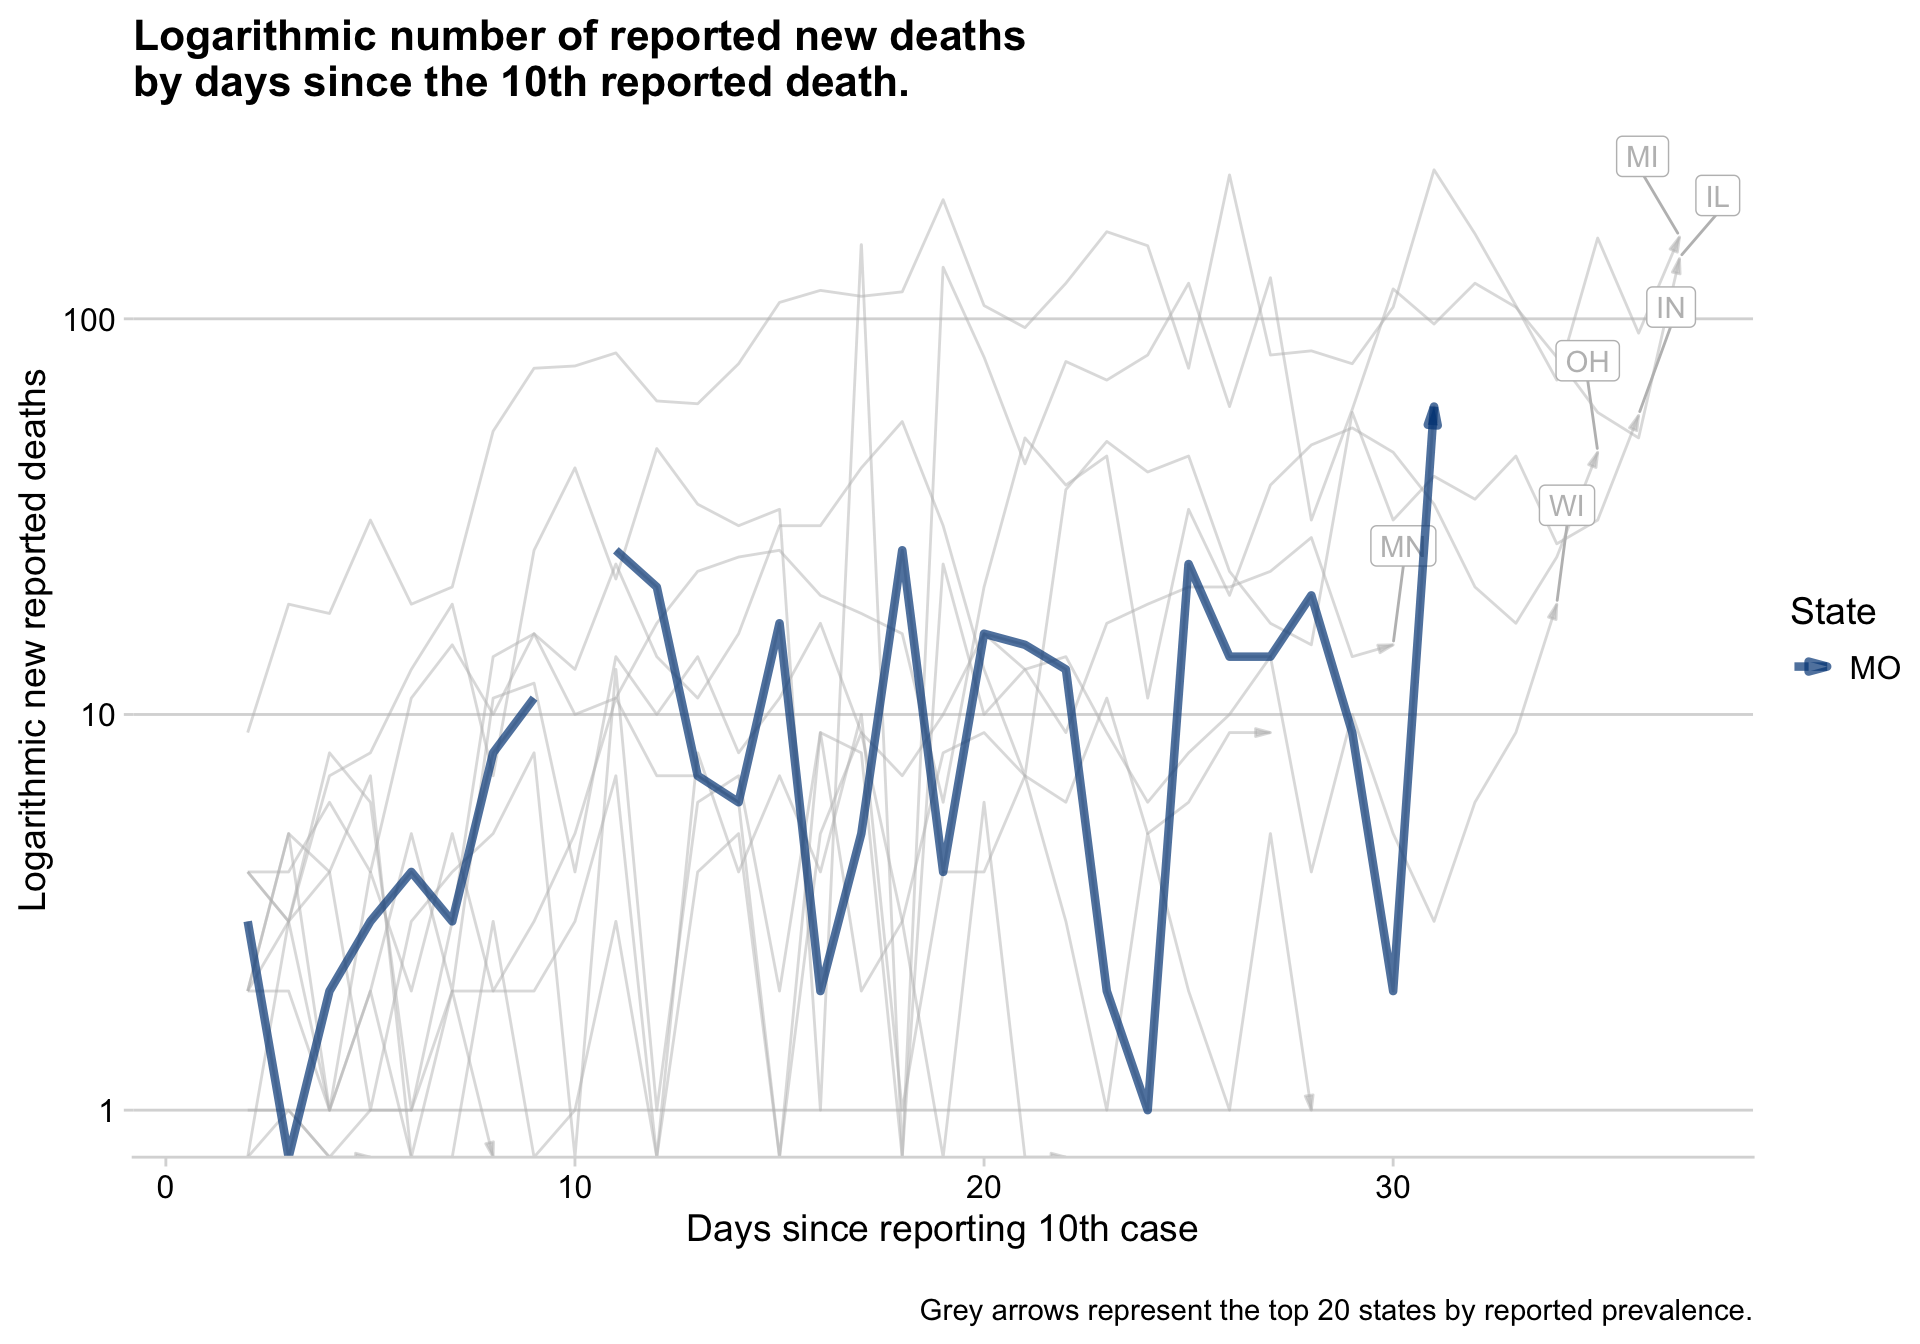 Logarithmic number of reported new deaths
by days since the 10th reported death.
MI
IL
IN
OH
WI
MN
100
10
1
Logarithmic new reported deaths
State
MO
0
10
20
30
Days since reporting 10th case
Grey arrows represent the top 20 states by reported prevalence.